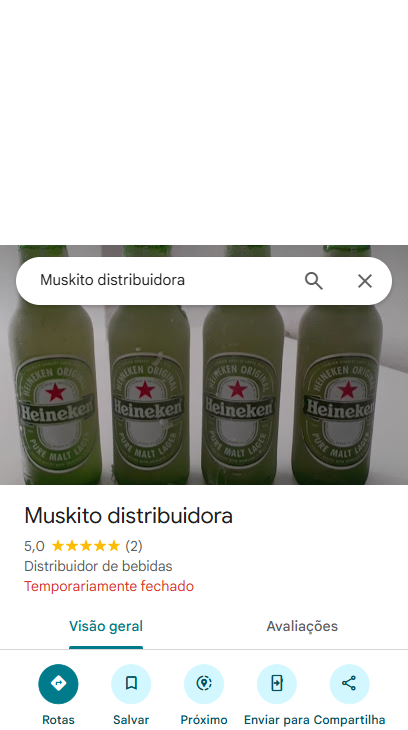 Muskito distribuidora
HEINEKEN ORIGINAL
HEINEKEN ORIGINAL
HEINEKEN ORIGINAL
HEINEKEN ORIGINAL
Heineken
Heineken
Heineken
Heineken
PURE MALT LAGER
PURE MALT LAGER
PURE MALT LAGER
PURE MALT LAGER
Muskito distribuidora
5,0 ★★★★★ (2)
Distribuidor de bebidas
Temporariamente fechado
Visão geral Avaliações
Rotas Salvar Próximo Enviar para Compartilha